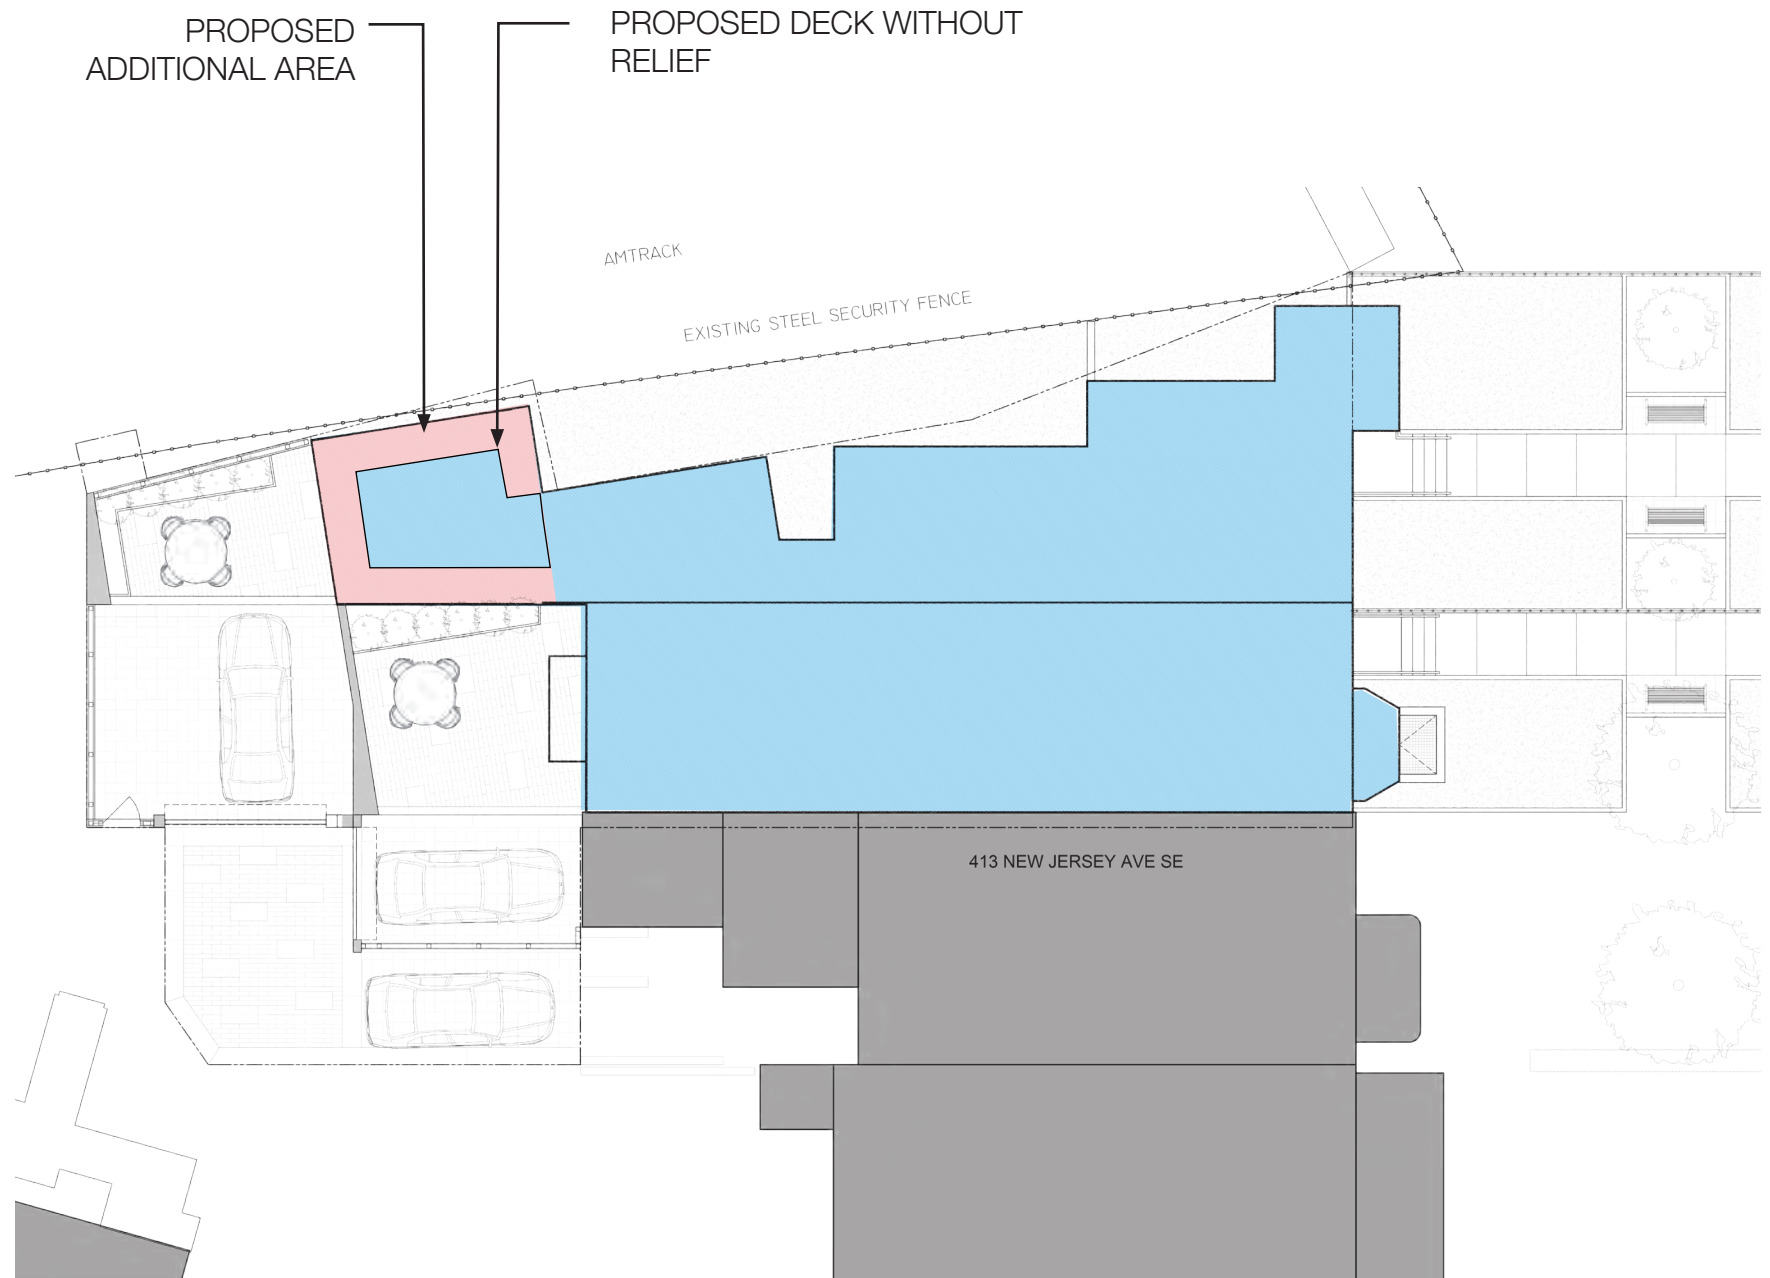 PROPOSED
ADDITIONAL AREA
PROPOSED DECK WITHOUT
RELIEF
AMTRACK
EXISTING STEEL SECURITY FENCE
413 NEW JERSEY AVE SE